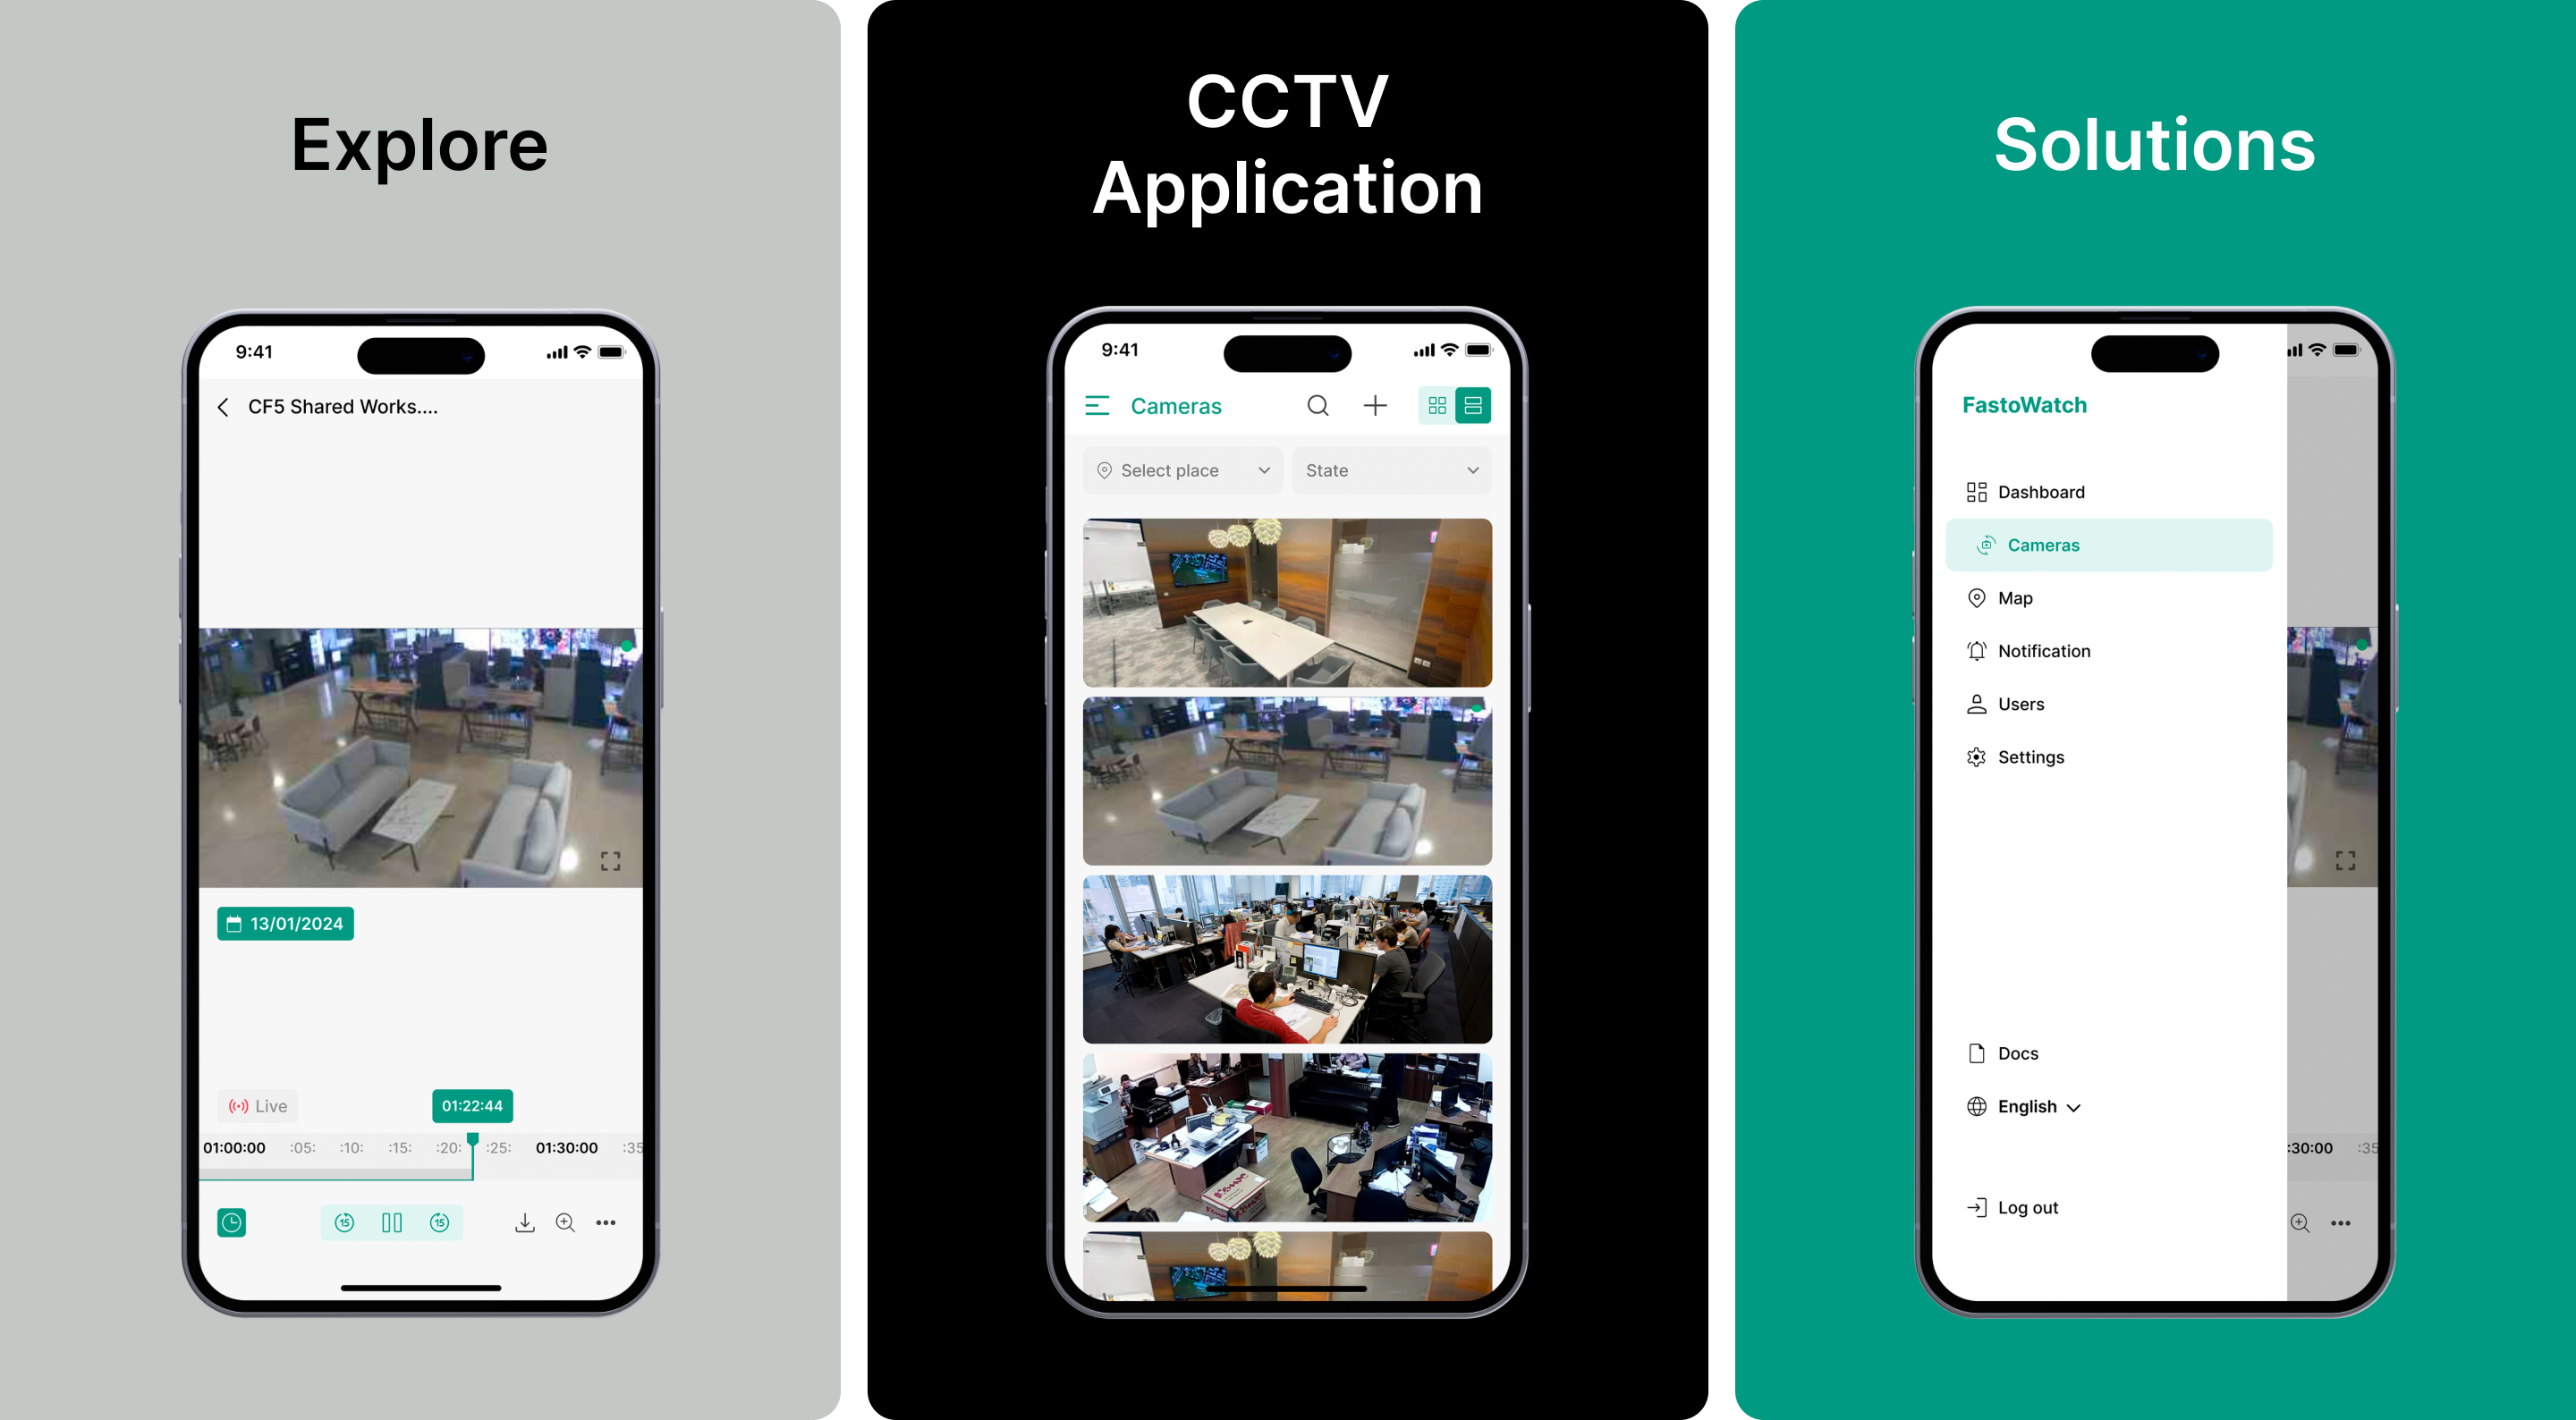 Explore
9:41
CF5 Shared Works....
13/01/2024
Live
01:22:44
01:00:00 :05: :10: :15: :20: :25: 01:30:00 :35
15 15
CCTV
Application
9:41
Cameras
Select place State
Solutions
FastoWatch
Dashboard
Cameras
Map
Notification
Users
Settings
Docs
English
:30:00 :35
Log out